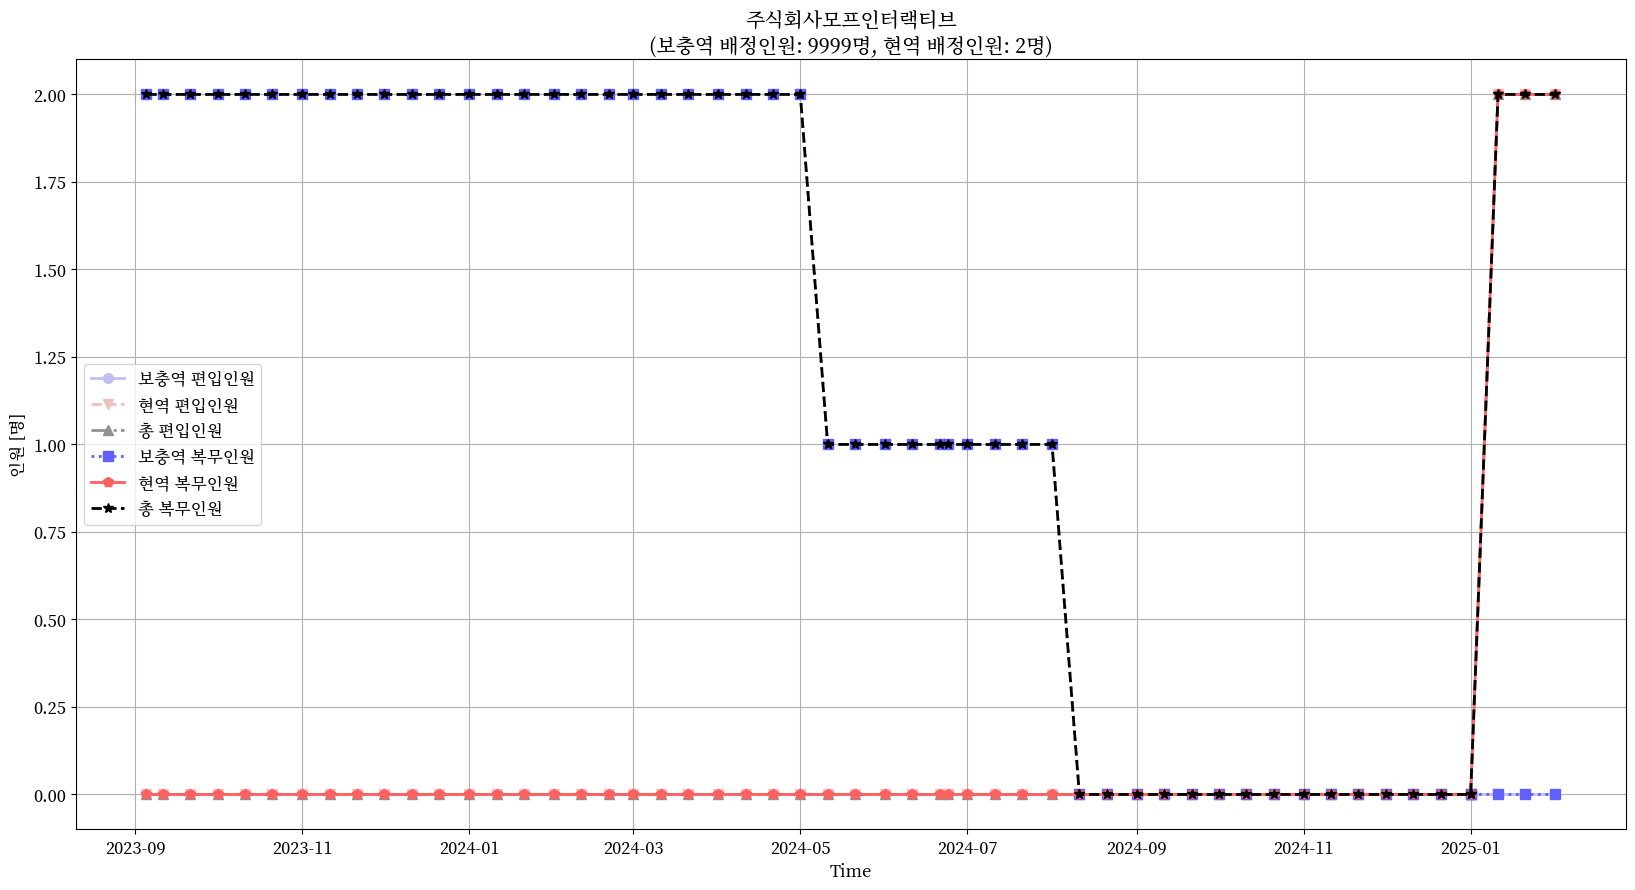 주식회사모프인터랙티브
(보충역 배정인원: 9999명, 현역 배정인원: 2명)
2.00
1.75
1.50
1.25
1.00
0.75
0.50
0.25
0.00
인원 [명]
보충역 편입인원
현역 편입인원
총 편입인원
보충역 복무인원
현역 복무인원
총 복무인원
2023-09
2023-11
2024-01
2024-03
2024-05
2024-07
2024-09
2024-11
2025-01
Time